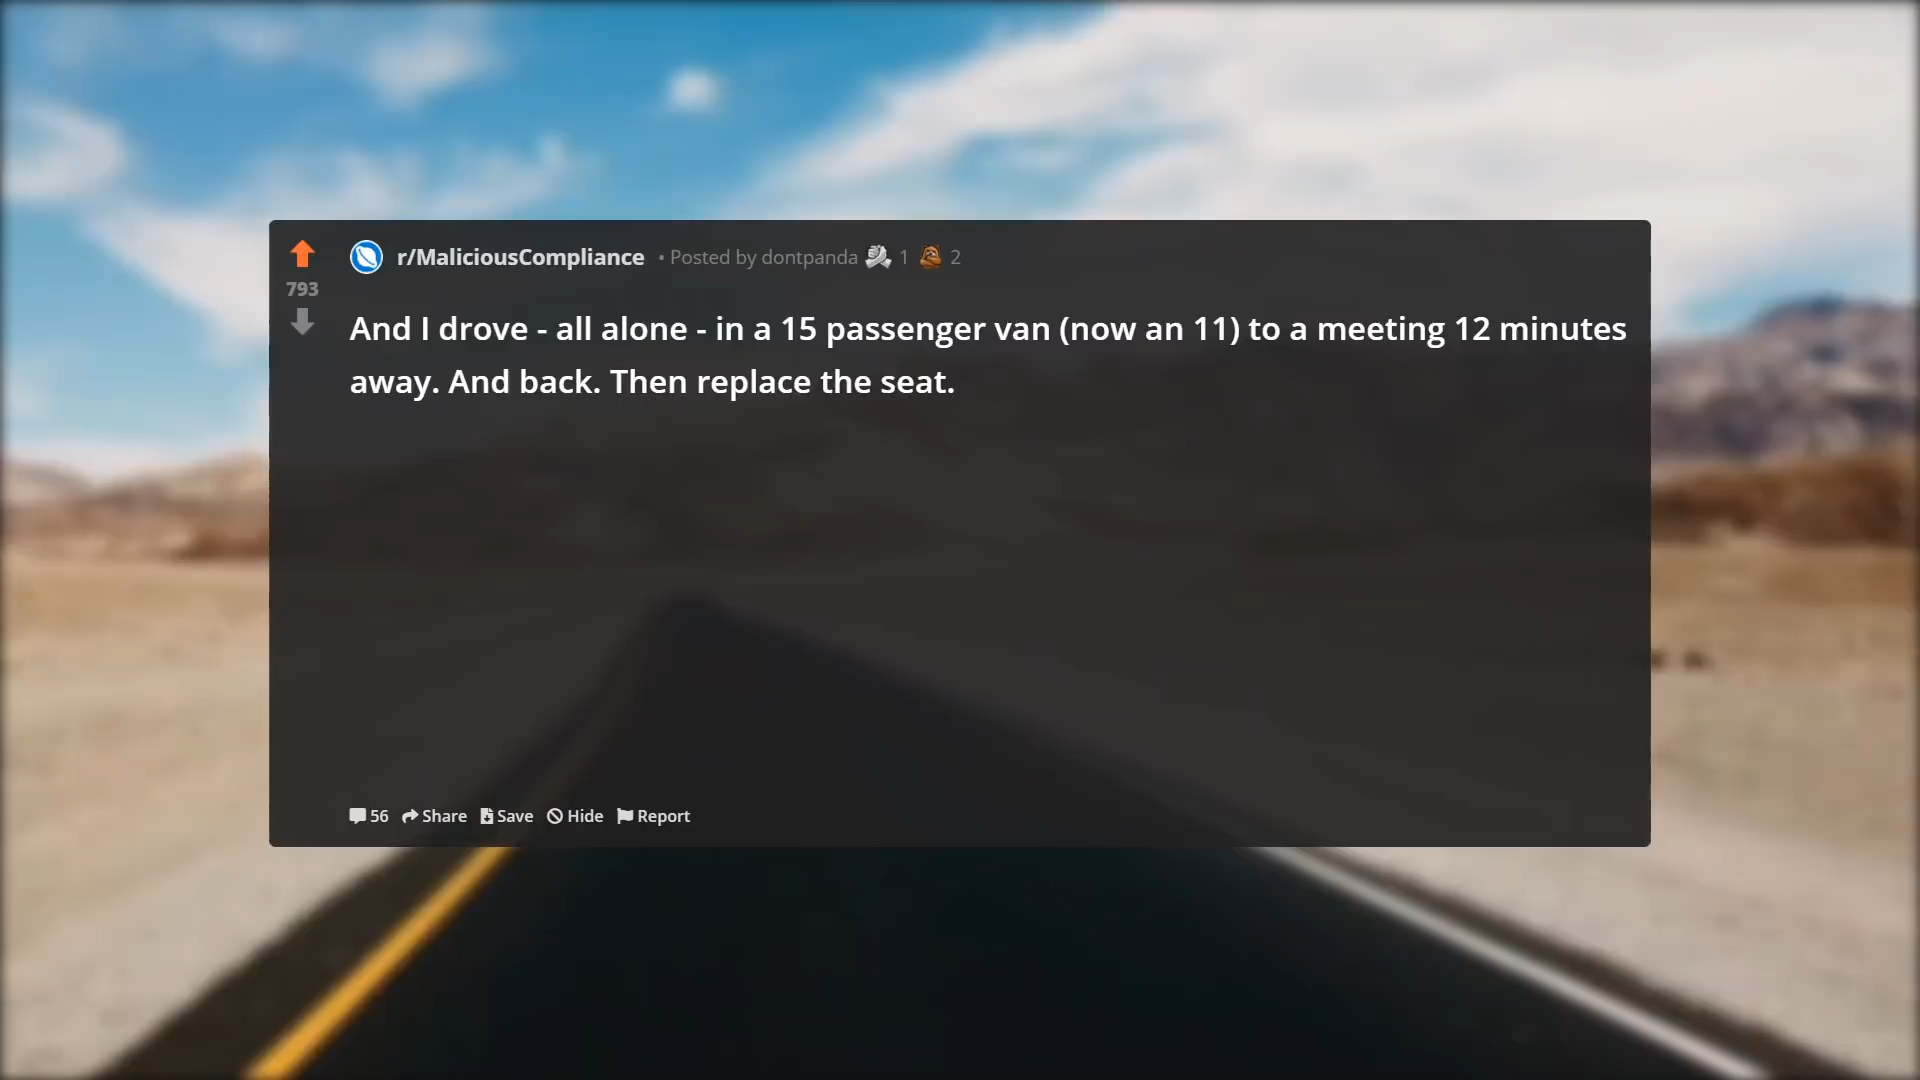 r/MaliciousCompliance • Posted by dontpanda 1 2
793
And I drove - all alone - in a 15 passenger van (now an 11) to a meeting 12 minutes
away. And back. Then replace the seat.
56 Share Save Hide Report